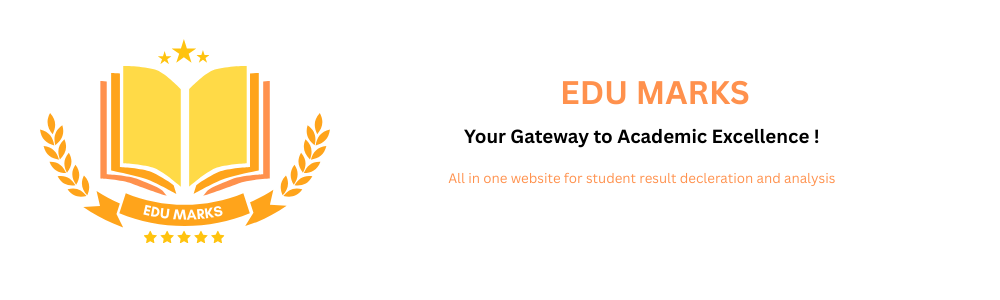 EDU MARKS
EDU MARKS
Your Gateway to Academic Excellence !
All in one website for student result decleration and analysis